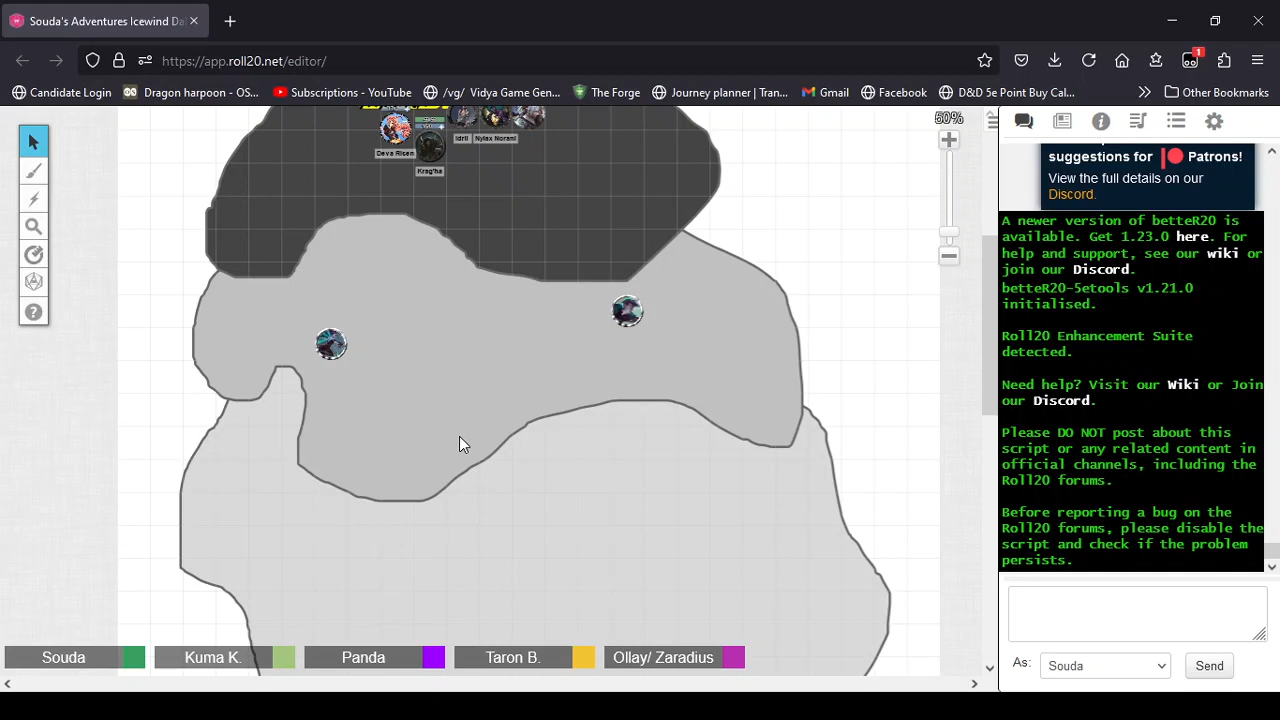 Souda's Adventures Icewind Da
https://app.roll20.net/editor/
1
Candidate Login
Dragon harpoon - OS...
Subscriptions - YouTube
/vg/ Vidya Game Gen...
The Forge
Journey planner | Tran...
Gmail
Facebook
D&D 5e Point Buy Cal...
Other Bookmarks
50%
Deva Risen
Krag'ha
Idril
Nylax Norami
suggestions for Patrons!
View the full details on our
Discord.
A newer version of betteR20 is
available. Get 1.23.0 here. For
help and support, see our wiki or
join our Discord.
betteR20-5etools v1.21.0
initialised.
Roll20 Enhancement Suite
detected.
Need help? Visit our Wiki or Join
our Discord.
Please DO NOT post about this
script or any related content in
official channels, including the
Roll20 forums.
Before reporting a bug on the
Roll20 forums, please disable the
script and check if the problem
persists.
Souda
Kuma K.
Panda
Taron B.
Ollay/ Zaradius
As:
Souda
Send